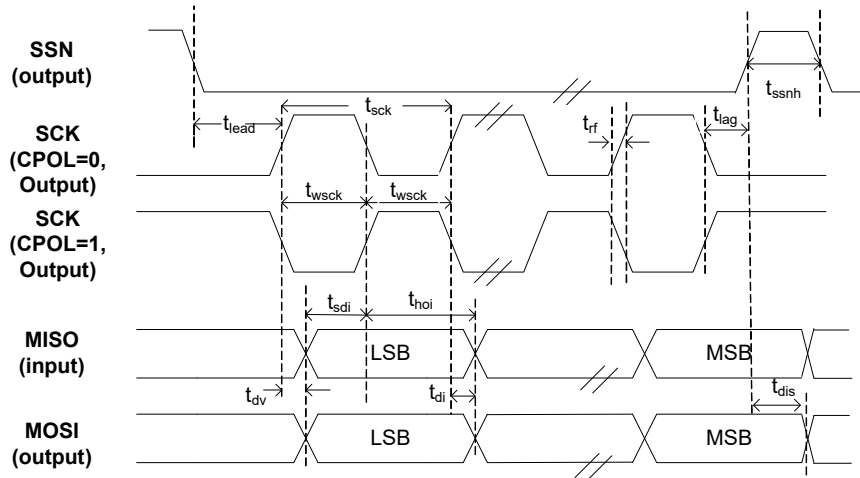 SSN
(output)
t_ssnh
t_sck
t_lead
t_rf
t_lag
SCK
(CPOL=0,
Output)
t_wsck
t_wsck
SCK
(CPOL=1,
Output)
t_sdi
t_hoi
MISO
(input)
LSB
MSB
t_dv
t_di
t_dis
MOSI
(output)
LSB
MSB